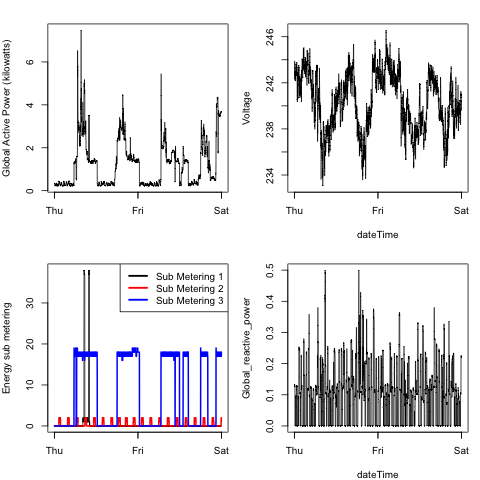 Global Active Power (kilowatts)
6
4
2
0
Thu
Fri
Sat
Voltage
246
242
238
234
Thu
Fri
Sat
dateTime
Energy sub metering
30
20
10
0
Sub Metering 1
Sub Metering 2
Sub Metering 3
Thu
Fri
Sat
Global_reactive_power
0.5
0.4
0.3
0.2
0.1
0.0
Thu
Fri
Sat
dateTime